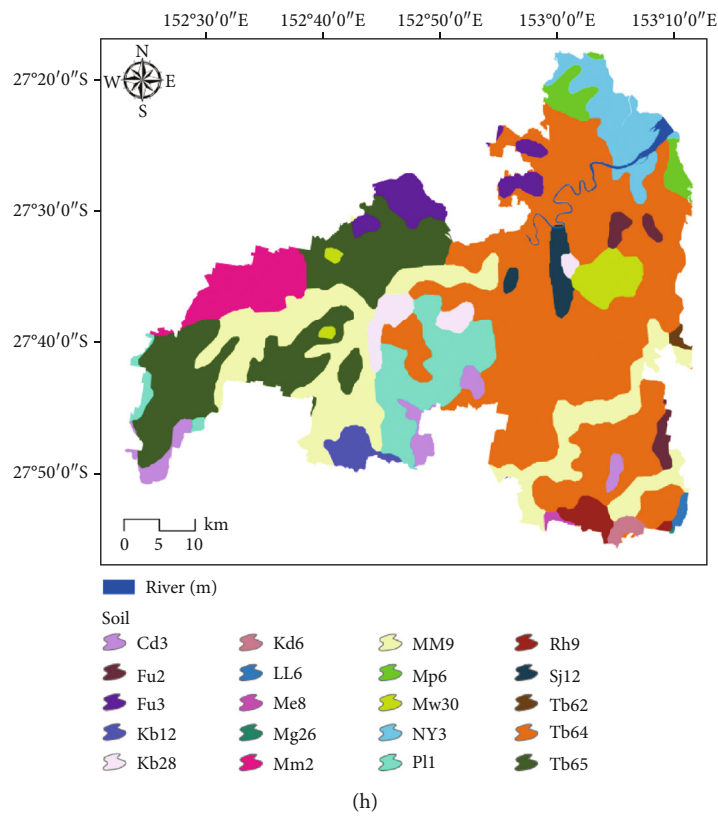 152°30′0″E 152°40′0″E 152°50′0″E 153°0′0″E 153°10′0″E
27°20′0″S
N
W E
S
27°30′0″S
27°40′0″S
27°50′0″S
km
0 5 10
River (m)
Soil
Cd3 Kd6 MM9 Rh9
Fu2 LL6 Mp6 Sj12
Fu3 Me8 Mw30 Tb62
Kb12 Mg26 NY3 Tb64
Kb28 Mm2 Pl1 Tb65
(h)